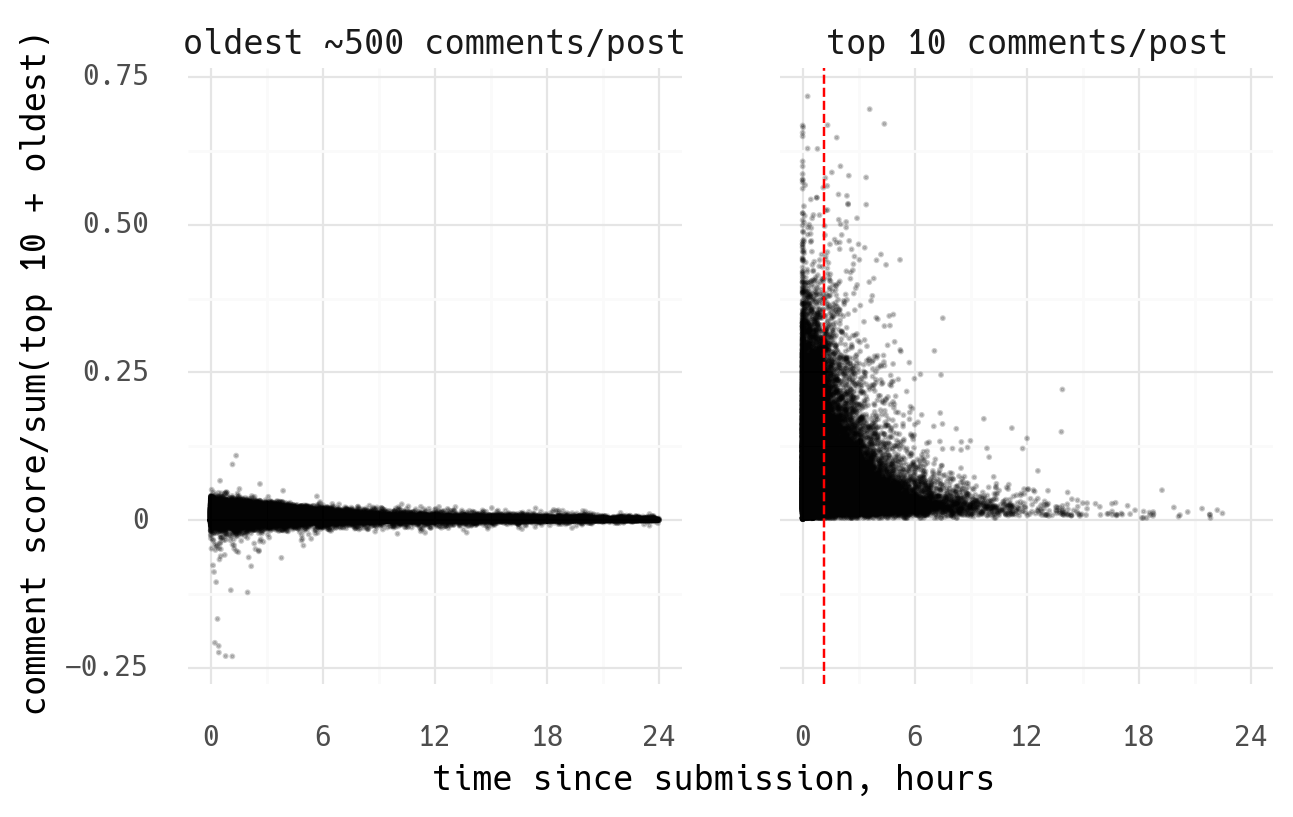 oldest ~500 comments/post
top 10 comments/post
comment score/sum(top 10 + oldest)
0.75
0.50
0.25
0
−0.25
0 6 12 18 24
0 6 12 18 24
time since submission, hours